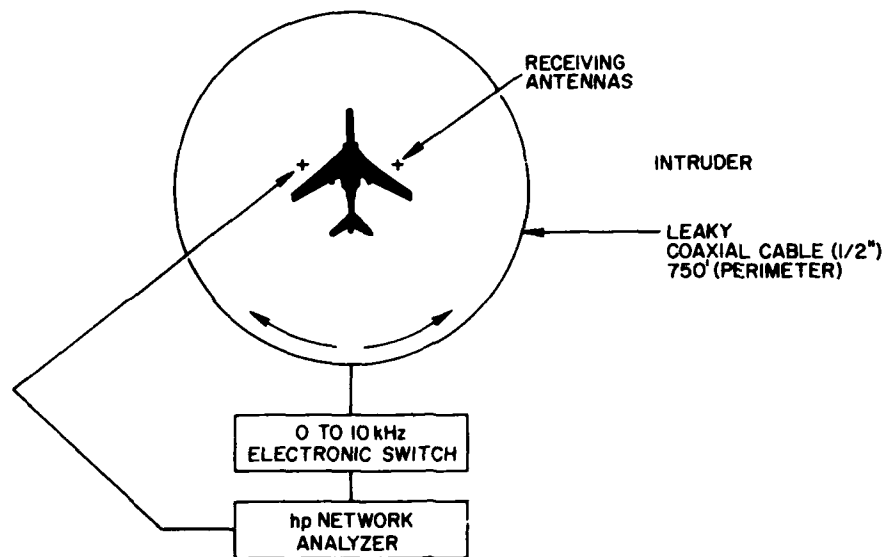 RECEIVING
ANTENNAS
INTRUDER
LEAKY
COAXIAL CABLE (1/2")
750' (PERIMETER)
0 TO 10 kHz
ELECTRONIC SWITCH
hp NETWORK
ANALYZER